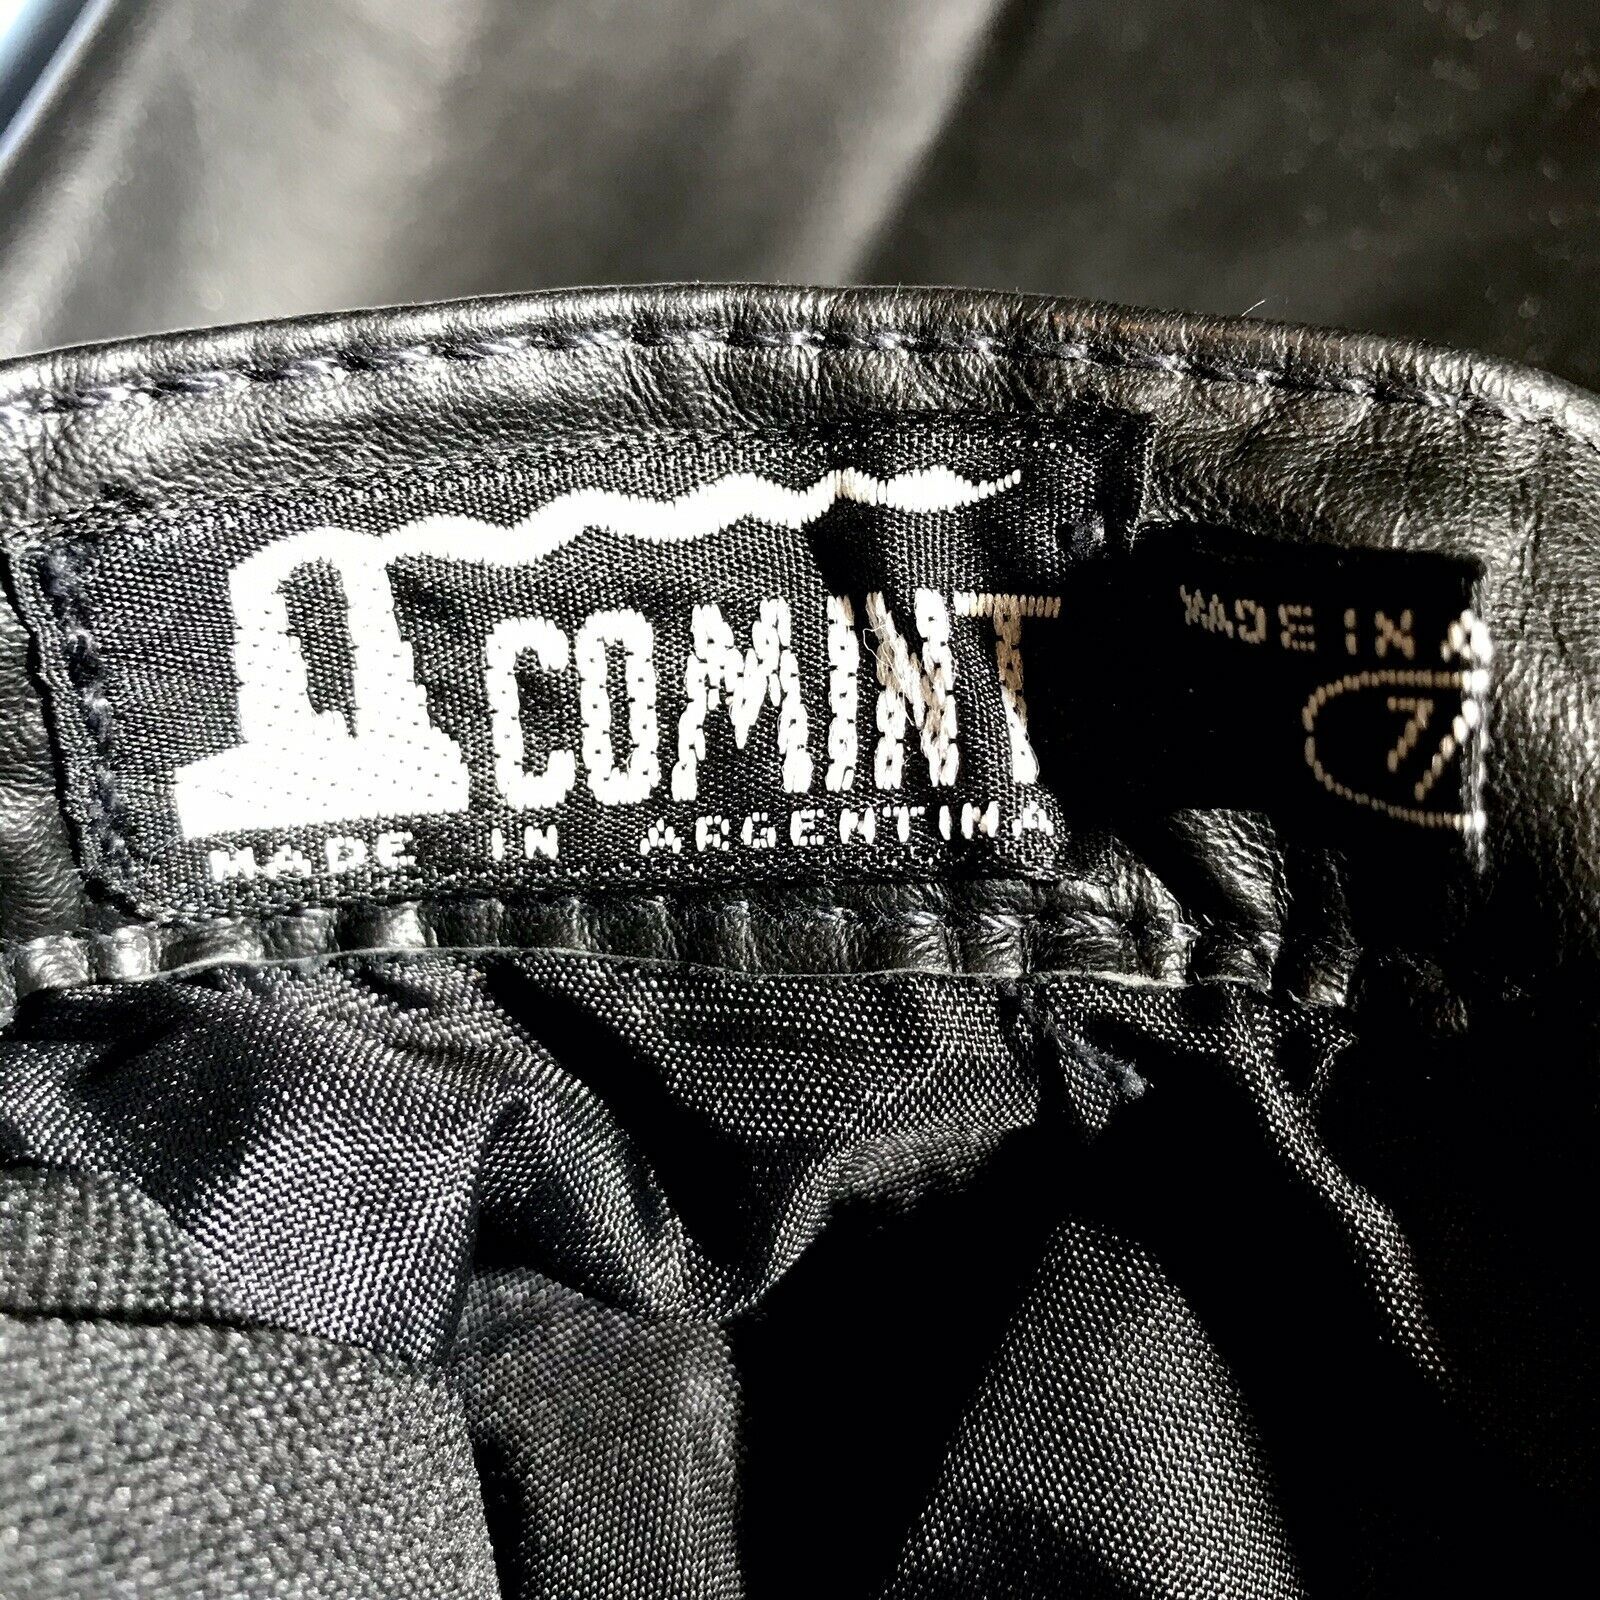 COMINT
MADE IN ARGENTINA
MADE IN A
7/